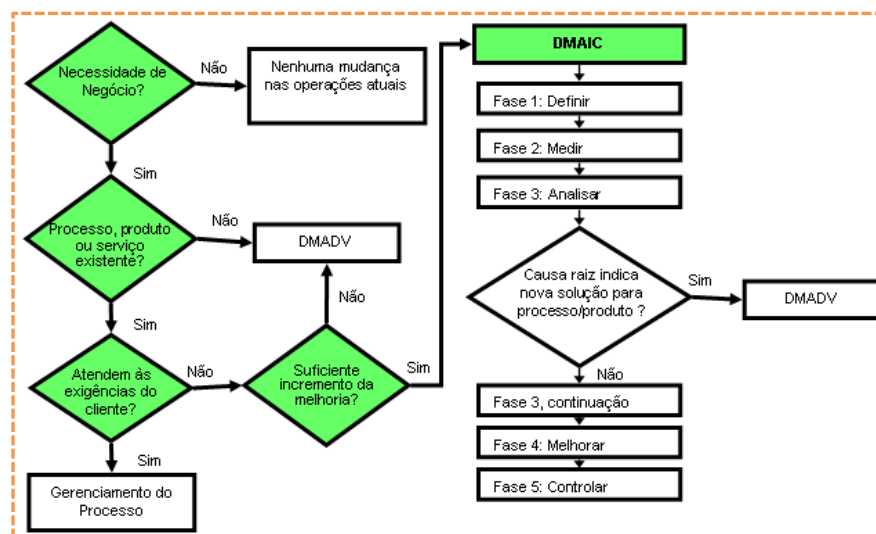 Necessidade de
Negócio?
Não
Nenhuma mudança
nas operações atuais
Sim
Processo, produto
ou serviço
existente?
Não
DMADV
Sim
Não
Atendem às
exigências do
cliente?
Não
Suficiente
incremento da
melhoria?
Sim
Sim
Gerenciamento do
Processo
DMAIC
Fase 1: Definir
Fase 2: Medir
Fase 3: Analisar
Causa raiz indica
nova solução para
processo/produto ?
Sim
DMADV
Não
Fase 3, continuação
Fase 4: Melhorar
Fase 5: Controlar